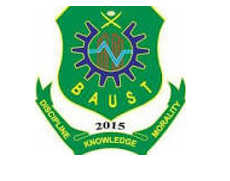 BAUST
2015
DISCIPLINE
KNOWLEDGE
MORALITY